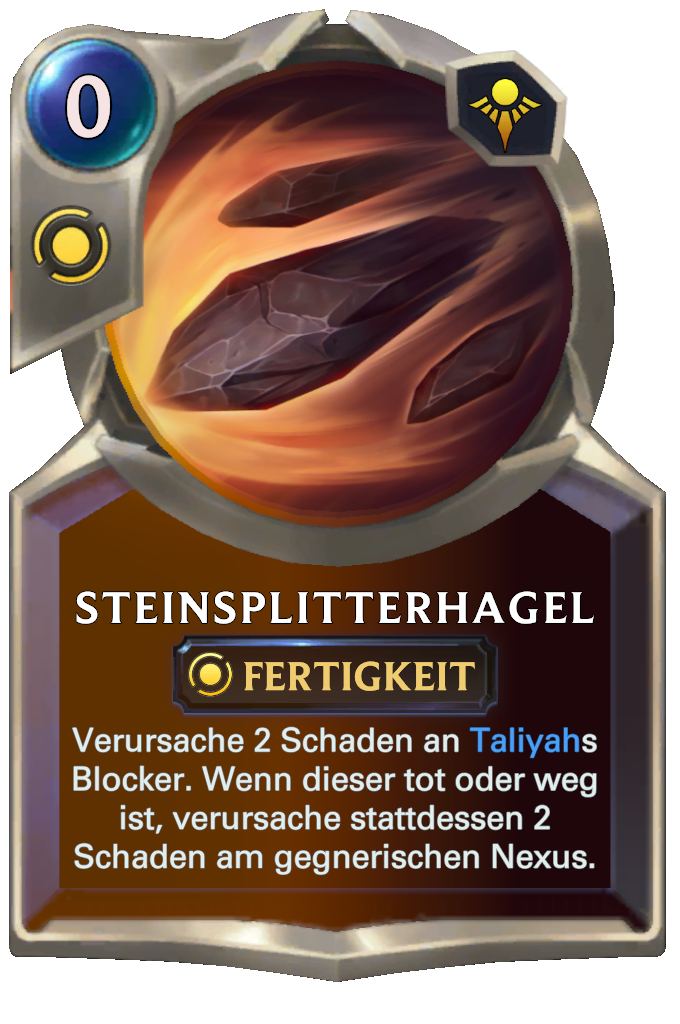 0
STEINSPLITTERHAGEL
FERTIGKEIT
Verursache 2 Schaden an Taliyahs
Blocker. Wenn dieser tot oder weg
ist, verursache stattdessen 2
Schaden am gegnerischen Nexus.